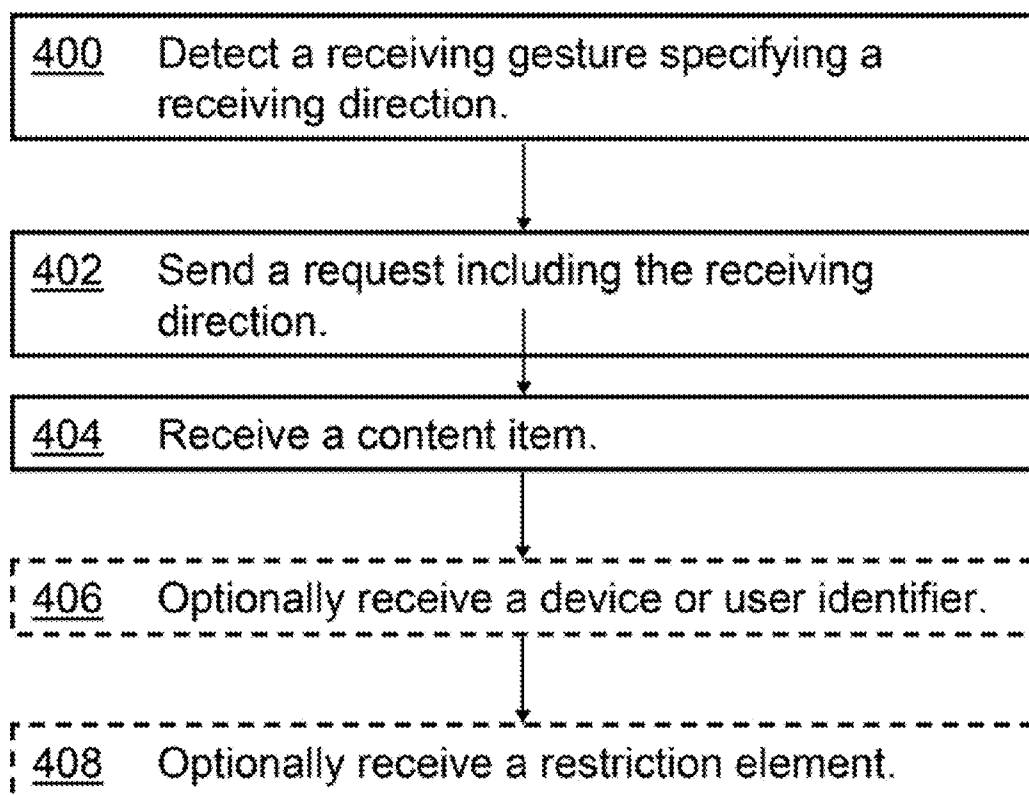 400 Detect a receiving gesture specifying a
receiving direction.
402 Send a request including the receiving
direction.
404 Receive a content item.
406 Optionally receive a device or user identifier.
408 Optionally receive a restriction element.